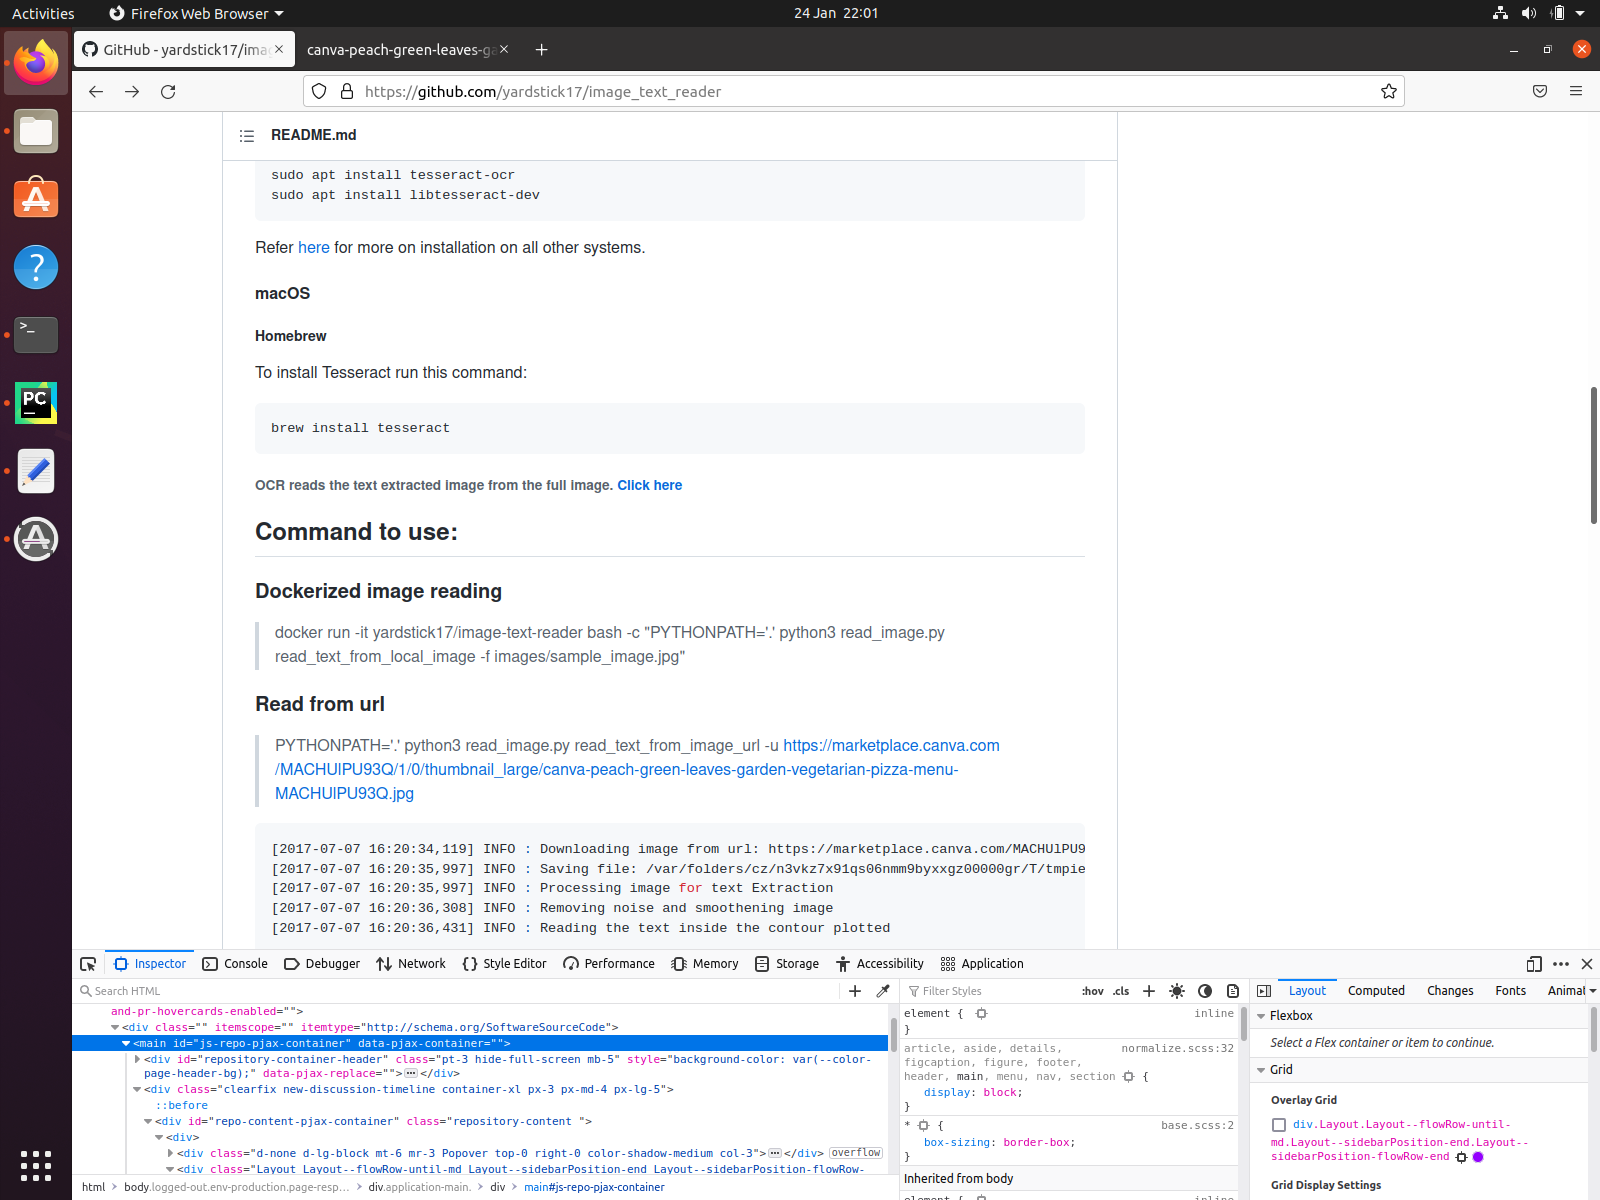 Activities
Firefox Web Browser
24 Jan 22:01
GitHub - yardstick17/ima
canva-peach-green-leaves-ga
https://github.com/yardstick17/image_text_reader
README.md
sudo apt install tesseract-ocr
sudo apt install libtesseract-dev
Refer here for more on installation on all other systems.
macOS
Homebrew
To install Tesseract run this command:
brew install tesseract
OCR reads the text extracted image from the full image. Click here
Command to use:
Dockerized image reading
docker run -it yardstick17/image-text-reader bash -c "PYTHONPATH='.' python3 read_image.py
read_text_from_local_image -f images/sample_image.jpg"
Read from url
PYTHONPATH='.' python3 read_image.py read_text_from_image_url -u https://marketplace.canva.com
/MACHUlPU93Q/1/0/thumbnail_large/canva-peach-green-leaves-garden-vegetarian-pizza-menu-
MACHUlPU93Q.jpg
[2017-07-07 16:20:34,119] INFO : Downloading image from url: https://marketplace.canva.com/MACHUlPU9
[2017-07-07 16:20:35,997] INFO : Saving file: /var/folders/cz/n3vkz7x91qs06nmm9byxxgz00000gr/T/tmpie
[2017-07-07 16:20:35,997] INFO : Processing image for text Extraction
[2017-07-07 16:20:36,308] INFO : Removing noise and smoothening image
[2017-07-07 16:20:36,431] INFO : Reading the text inside the contour plotted
Inspector
Console
Debugger
Network
Style Editor
Performance
Memory
Storage
Accessibility
Application
Search HTML
and-pr-hovercards-enabled="">
<div class="" itemscope="" itemtype="http://schema.org/SoftwareSourceCode">
<main id="js-repo-pjax-container" data-pjax-container="">
<div id="repository-container-header" class="pt-3 hide-full-screen mb-5" style="background-color: var(--color-
page-header-bg);" data-pjax-replace=""></div>
<div class="clearfix new-discussion-timeline container-xl px-3 px-md-4 px-lg-5">
::before
<div id="repo-content-pjax-container" class="repository-content ">
<div>
<div class="d-none d-lg-block mt-6 mr-3 Popover top-0 right-0 color-shadow-medium col-3"></div> overflow
<div class="Layout Layout--flowRow-until-md Layout--sidebarPosition-end Layout--sidebarPosition-flowRow-
html
body.logged-out.env-production.page-resp…
div.application-main.
div
main#js-repo-pjax-container
Filter Styles
:hov .cls
element { inline
}
article, aside, details, normalize.scss:32
figcaption, figure, footer,
header, main, menu, nav, section {
display: block;
}
* { base.scss:2
box-sizing: border-box;
}
Inherited from body
element { inline
Layout
Computed
Changes
Fonts
Animat
Flexbox
Select a Flex container or item to continue.
Grid
Overlay Grid
div.Layout.Layout--flowRow-until-
md.Layout--sidebarPosition-end.Layout--
sidebarPosition-flowRow-end
Grid Display Settings